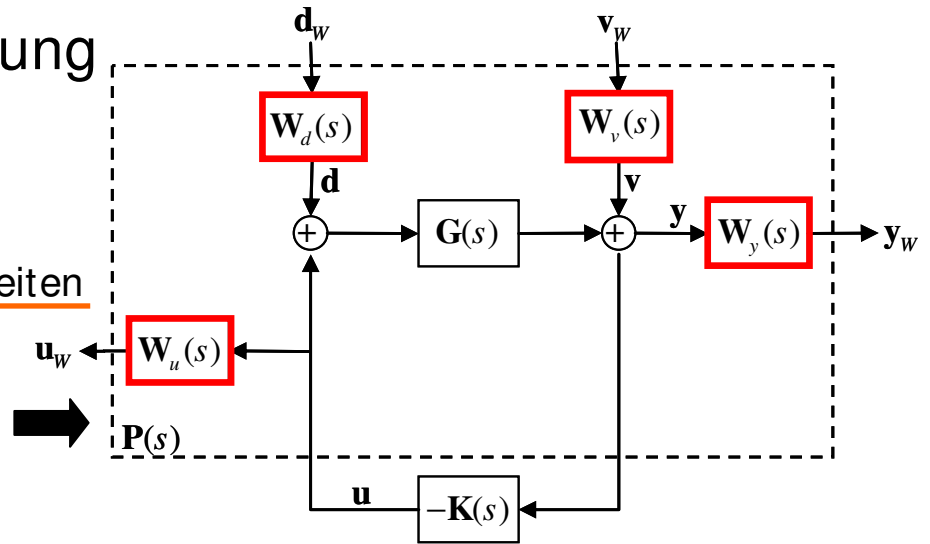 ung
d_W
v_W
W_d(s)
W_v(s)
d
v
+
G(s)
+
y
W_y(s)
y_W
eiten
u_W
W_u(s)
P(s)
u
−K(s)